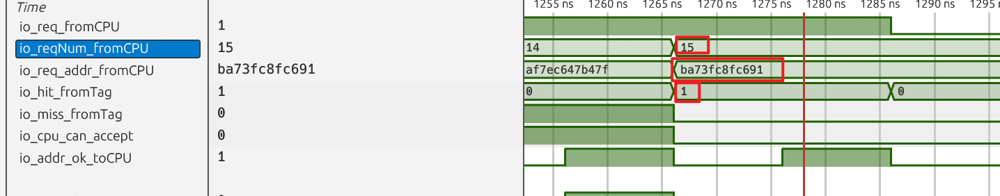 Time 1255 ns 1260 ns 1265 ns 1270 ns 1275 ns 1280 ns 1285 ns 1290 ns 1295
io_req_fromCPU 1
io_reqNum_fromCPU 15 14 15
io_req_addr_fromCPU ba73fc8fc691 af7ec647b47f ba73fc8fc691
io_hit_fromTag 1 0 1 0
io_miss_fromTag 0
io_cpu_can_accept 0
io_addr_ok_toCPU 1